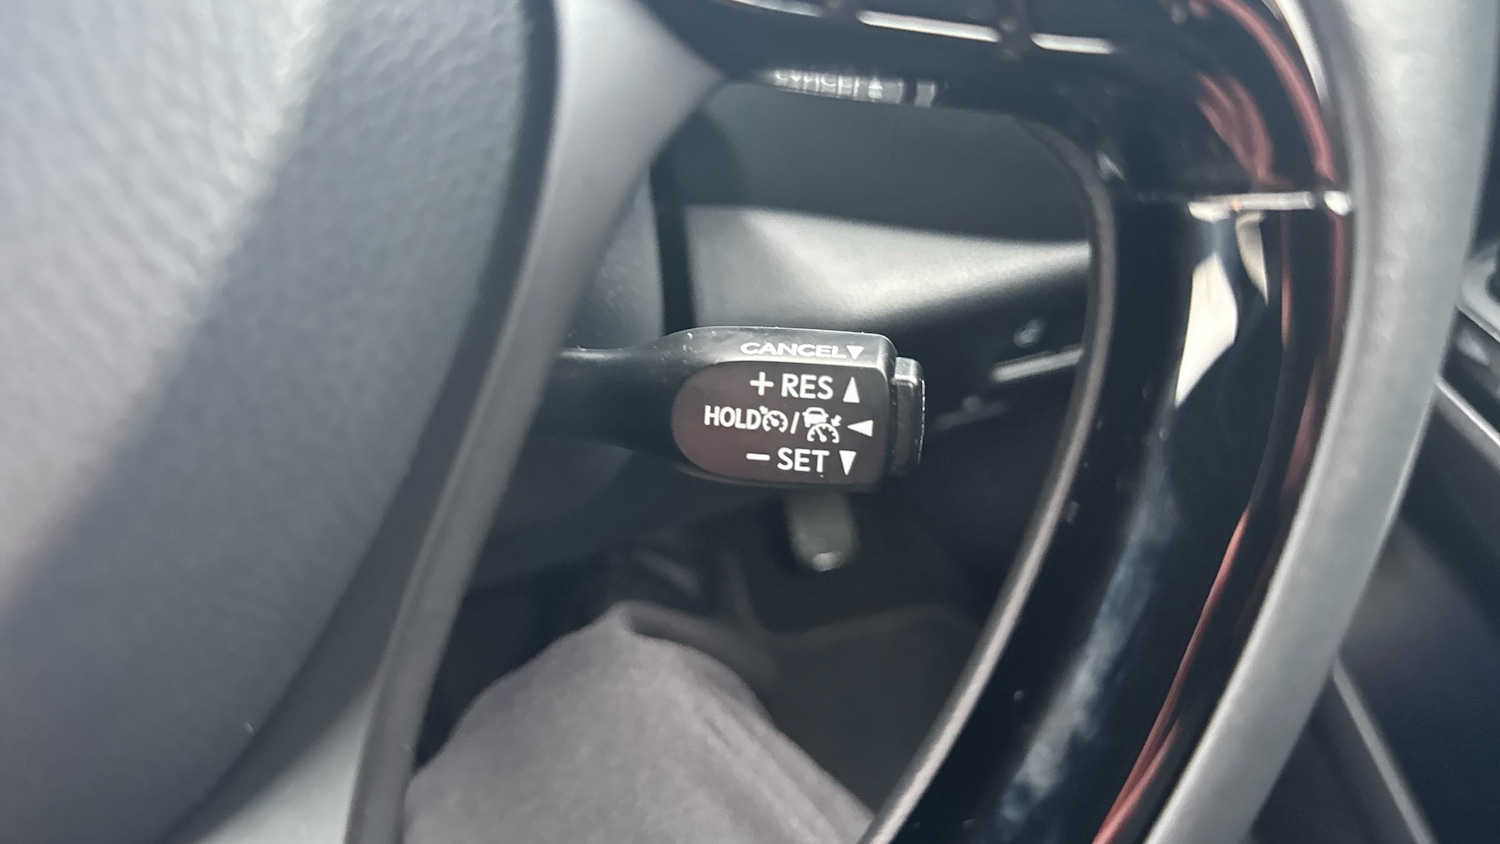 CANCEL▼
+ RES ▲
HOLD / ◀
− SET ▼